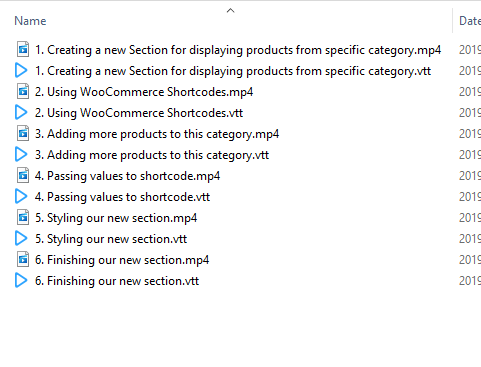 Name Date
1. Creating a new Section for displaying products from specific category.mp4 2019
1. Creating a new Section for displaying products from specific category.vtt 2019
2. Using WooCommerce Shortcodes.mp4 2019
2. Using WooCommerce Shortcodes.vtt 2019
3. Adding more products to this category.mp4 2019
3. Adding more products to this category.vtt 2019
4. Passing values to shortcode.mp4 2019
4. Passing values to shortcode.vtt 2019
5. Styling our new section.mp4 2019
5. Styling our new section.vtt 2019
6. Finishing our new section.mp4 2019
6. Finishing our new section.vtt 2019